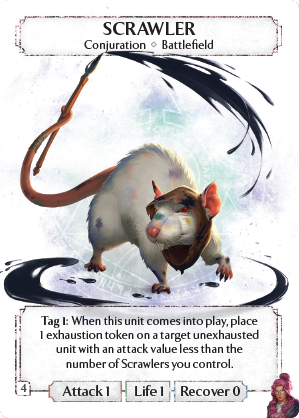 SCRAWLER
Conjuration ◇ Battlefield
Tag 1: When this unit comes into play, place
1 exhaustion token on a target unexhausted
unit with an attack value less than the
number of Scrawlers you control.
4
Attack 1 Life 1 Recover 0